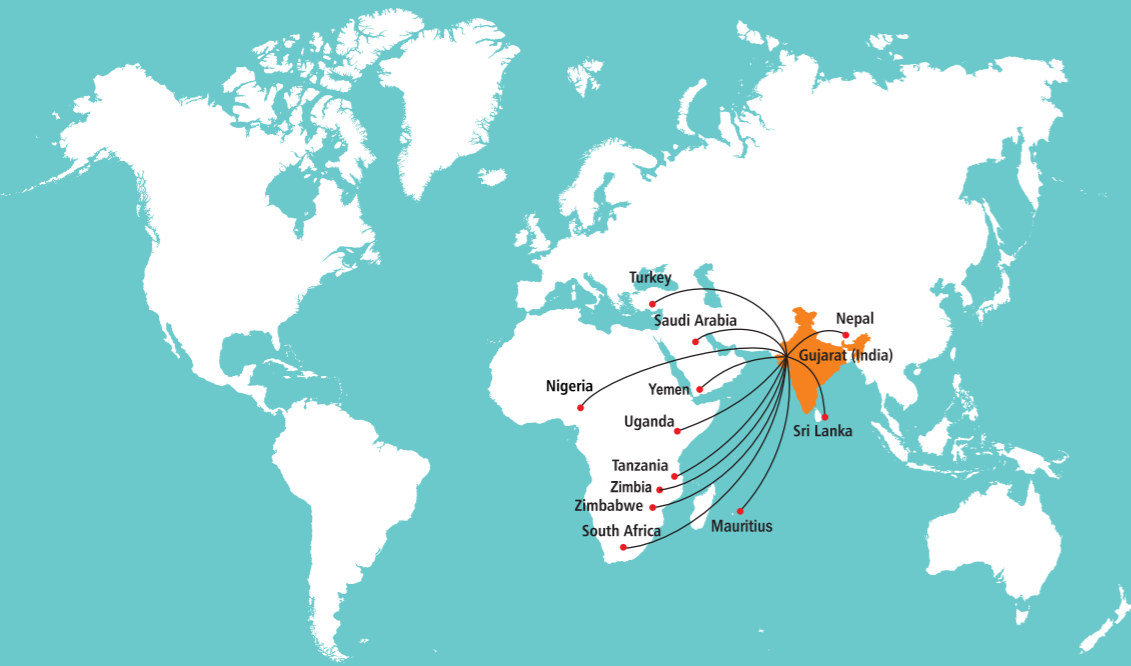 Turkey
Nepal
Saudi Arabia
Gujarat (India)
Nigeria
Yemen
Uganda
Sri Lanka
Tanzania
Zimbia
Zimbabwe
Mauritius
South Africa